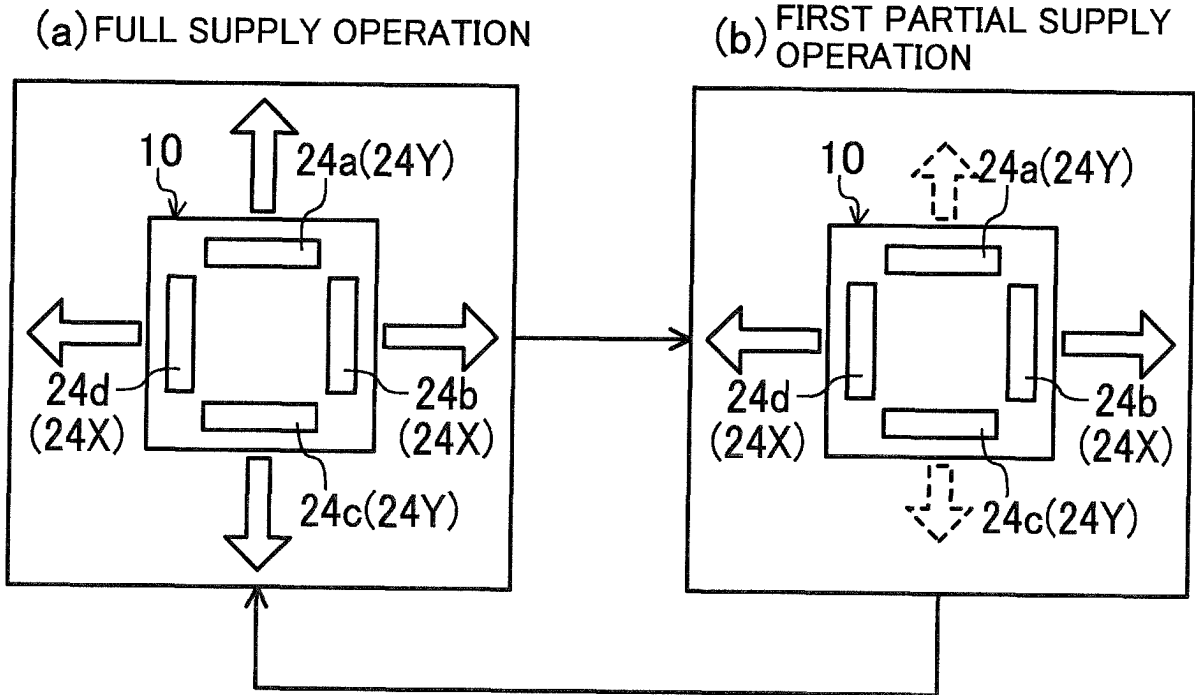 (a) FULL SUPPLY OPERATION
10
24a(24Y)
24d
(24X)
24b
(24X)
24c(24Y)
(b) FIRST PARTIAL SUPPLY
OPERATION
10
24a(24Y)
24d
(24X)
24b
(24X)
24c(24Y)